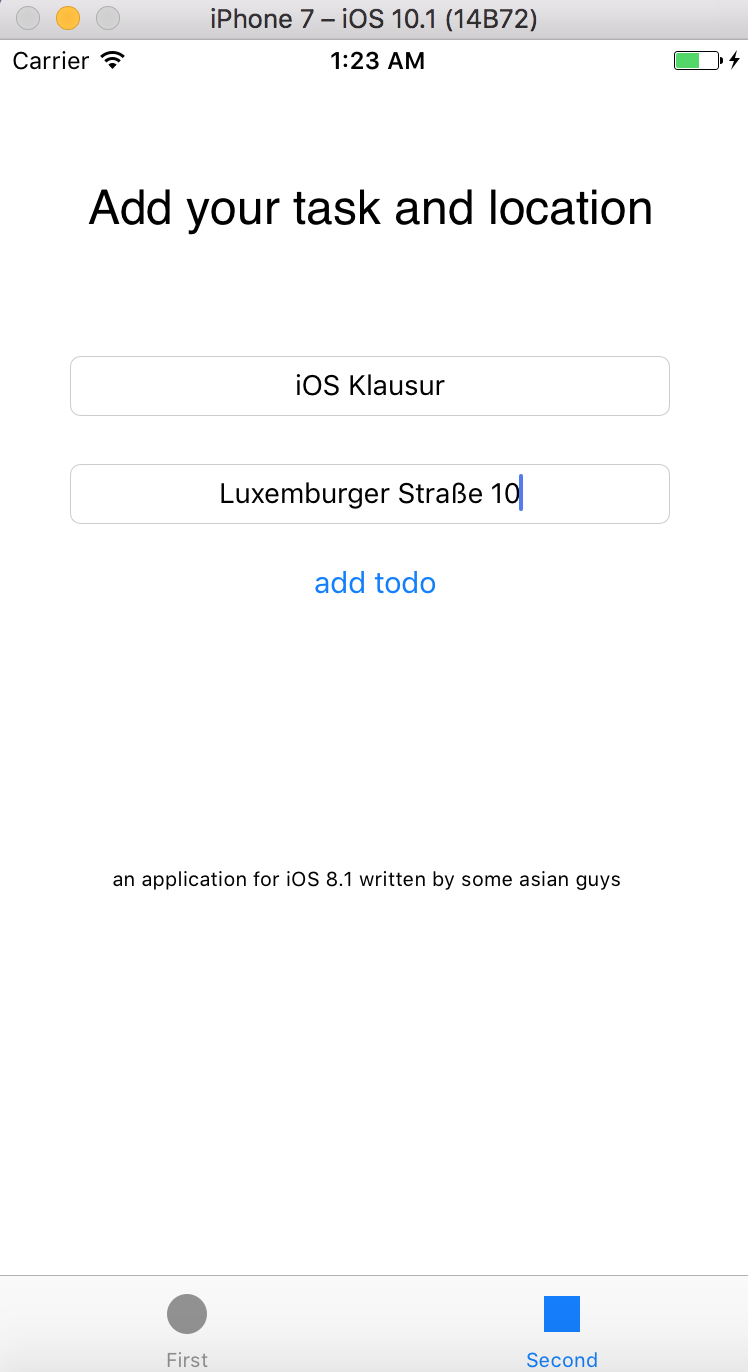 iPhone 7 – iOS 10.1 (14B72)
Carrier 1:23 AM
Add your task and location
iOS Klausur
Luxemburger Straße 10
add todo
an application for iOS 8.1 written by some asian guys
First Second